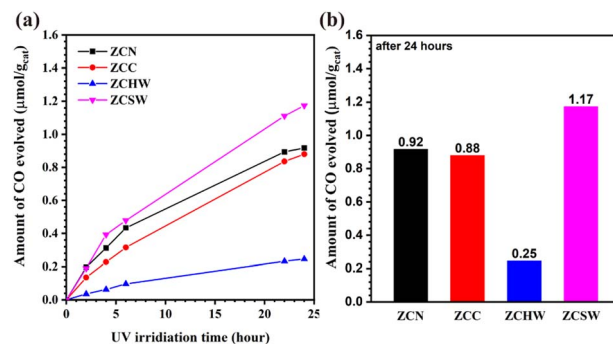 (a)
Amount of CO evolved (μmol/gcat)
1.6
1.4
1.2
1.0
0.8
0.6
0.4
0.2
0.0
ZCN
ZCC
ZCHW
ZCSW
0 5 10 15 20 25
UV irridiation time (hour)
(b)
Amount of CO evolved (μmol/gcat)
1.6
1.4
1.2
1.0
0.8
0.6
0.4
0.2
0.0
after 24 hours
0.92
0.88
0.25
1.17
ZCN ZCC ZCHW ZCSW